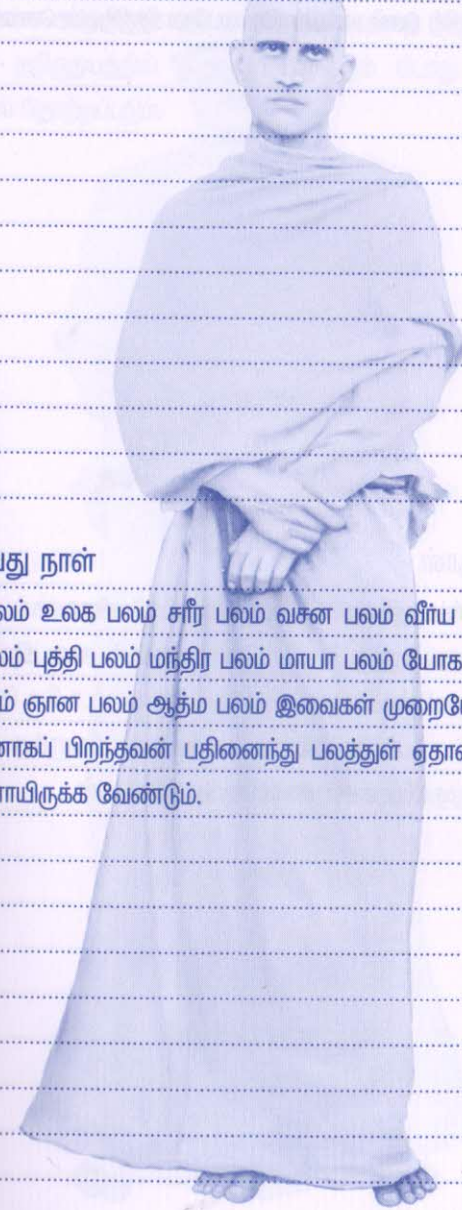 வது நாள்
லம் உலக பலம் சரீர பலம் வசன பலம் வீர்ய
லம் புத்தி பலம் மந்திர பலம் மாயா பலம் யோக
ம் ஞான பலம் ஆத்ம பலம் இவைகள் முறையே
னாகப் பிறந்தவன் பதினைந்து பலத்துள் ஏதா
ாயிருக்க வேண்டும்.